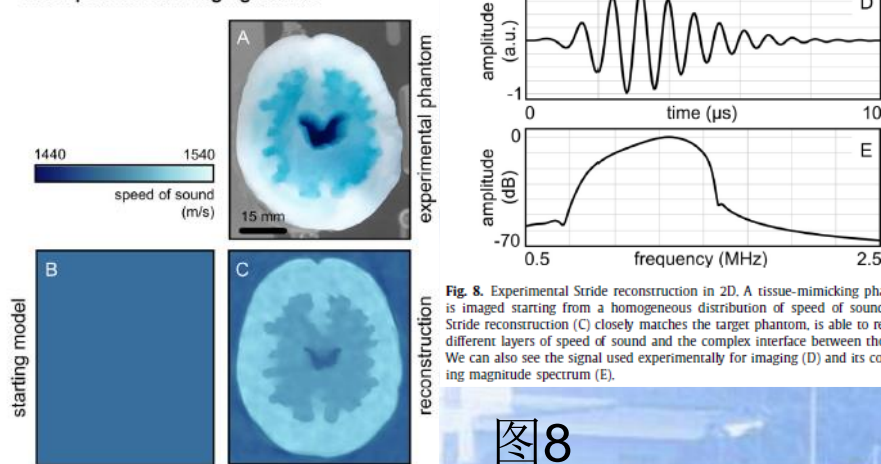 A
experimental phantom
1440 1540
speed of sound
(m/s)
15 mm
B
starting model
C
reconstruction
amplitude
(a.u.)
-1
0 10
time (µs)
E
0
amplitude
(dB)
-70
0.5 2.5
frequency (MHz)
Fig. 8. Experimental Stride reconstruction in 2D. A tissue-mimicking pha
is imaged starting from a homogeneous distribution of speed of sound
Stride reconstruction (C) closely matches the target phantom, is able to re
different layers of speed of sound and the complex interface between the
We can also see the signal used experimentally for imaging (D) and its co
ing magnitude spectrum (E).
图8